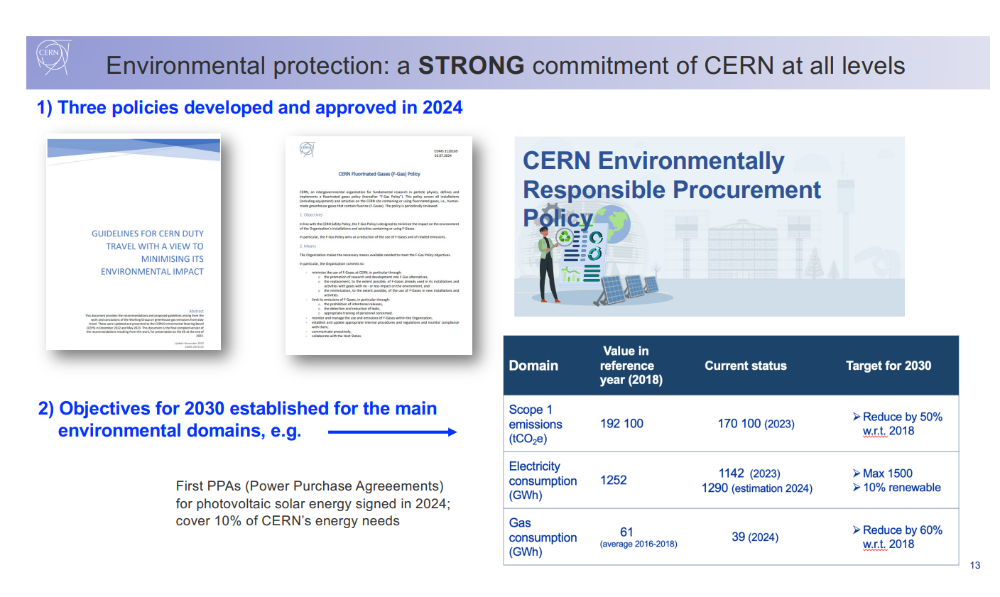 CERN
Environmental protection: a STRONG commitment of CERN at all levels
1) Three policies developed and approved in 2024
GUIDELINES FOR CERN DUTY
TRAVEL WITH A VIEW TO
MINIMISING ITS
ENVIRONMENTAL IMPACT
Abstract
This document provides the recommendations and proposed guidelines arising from the
work and conclusions of the Working Group on greenhouse gas emissions from duty
travel. These were updated and presented to the CERN Environmental Steering Board
(CEPS) in December 2022 and May 2023. This document is the final compiled version of
the recommendations resulting from this work, for presentation to the ED at the end of
2023.
Update November 2023
CERN
EDMS 3120169
26.07.2024
CERN Fluorinated Gases (F-Gas) Policy
CERN, an intergovernmental organization for fundamental research in particle physics, defines and
implements a fluorinated gases policy (hereafter "F-Gas Policy"). This policy covers all installations
(including equipment) and activities on the CERN site containing or using fluorinated gases, i.e., human-
made greenhouse gases that contain fluorine (F-Gases). The policy is periodically reviewed.
1. Objectives
In line with the CERN Safety Policy, the F-Gas Policy is designed to minimize the impact on the environment
of the Organization's installations and activities containing or using F-Gases.
In particular, the F-Gas Policy aims at a reduction of the use of F-Gases and of related emissions.
2. Means
The Organization makes the necessary means available needed to meet the F-Gas Policy objectives.
In particular, the Organization commits to:
- minimize the use of F-Gases at CERN, in particular through:
o the promotion of research and development into F-Gas alternatives,
o the replacement, to the extent possible, of F-Gases already used in its installations and
activities with gases with no - or less impact on the environment, and
o the minimization, to the extent possible, of the use of F-Gases in new installations and
activities.
- limit its emissions of F-Gases, in particular through:
o the prohibition of intentional releases,
o the detection and reduction of leaks,
o appropriate training of personnel concerned.
- monitor and manage the use and emissions of F-Gases within the Organization,
- establish and update appropriate internal procedures and regulations and monitor compliance
with them,
- communicate proactively,
- collaborate with the Host States.
CERN Environmentally
Responsible Procurement
Policy
2) Objectives for 2030 established for the main
environmental domains, e.g.
First PPAs (Power Purchase Agreeements)
for photovoltaic solar energy signed in 2024;
cover 10% of CERN's energy needs
Domain Value in reference year (2018) Current status Target for 2030
Scope 1 emissions (tCO₂e) 192 100 170 100 (2023) ➢ Reduce by 50% w.r.t. 2018
Electricity consumption (GWh) 1252 1142 (2023) 1290 (estimation 2024) ➢ Max 1500 ➢ 10% renewable
Gas consumption (GWh) 61 (average 2016-2018) 39 (2024) ➢ Reduce by 60% w.r.t. 2018
13